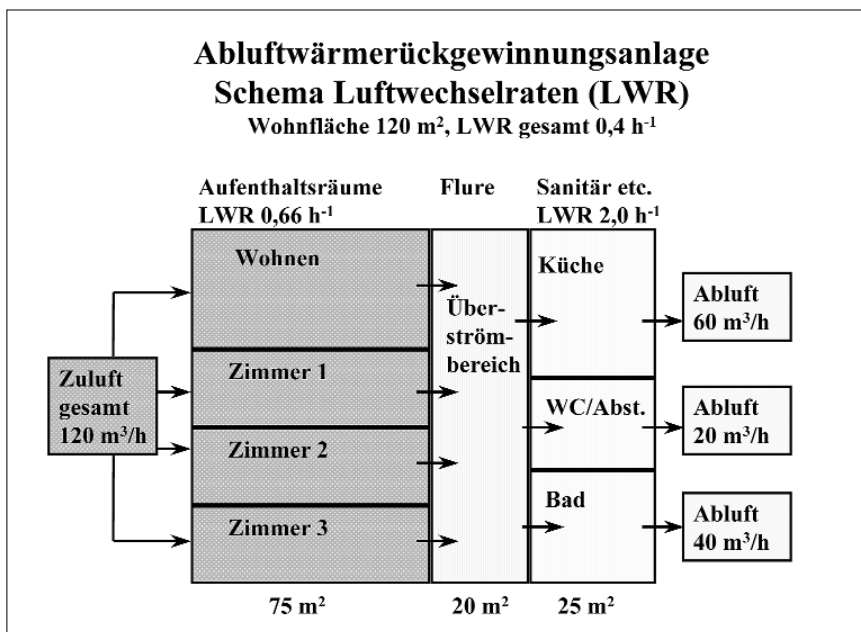 Abluftwärmerückgewinnungsanlage
Schema Luftwechselraten (LWR)
Wohnfläche 120 m², LWR gesamt 0,4 h⁻¹
Aufenthaltsräume
LWR 0,66 h⁻¹
Flure
Sanitär etc.
LWR 2,0 h⁻¹
Zuluft
gesamt
120 m³/h
Wohnen
Zimmer 1
Zimmer 2
Zimmer 3
Über-
ström-
bereich
Küche
WC/Abst.
Bad
Abluft
60 m³/h
Abluft
20 m³/h
Abluft
40 m³/h
75 m²
20 m²
25 m²